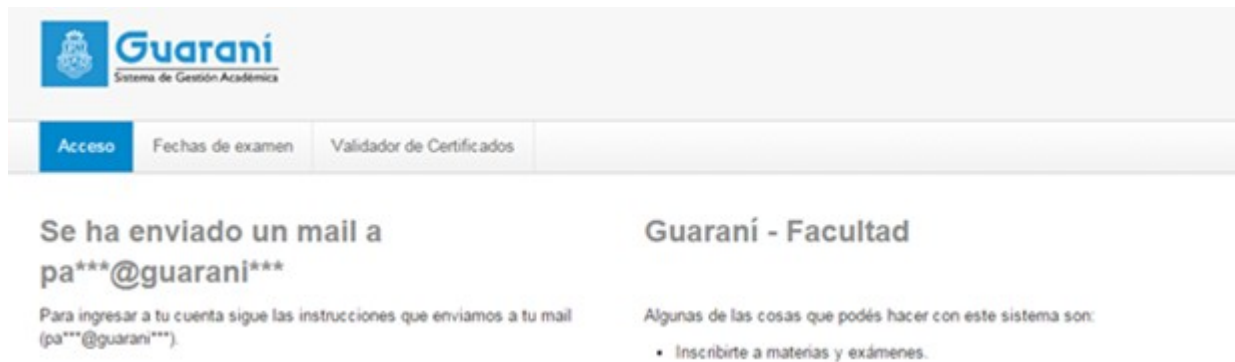 Guaraní
Sistema de Gestión Académica
Acceso
Fechas de examen
Validador de Certificados
Se ha enviado un mail a
pa***@guarani***
Para ingresar a tu cuenta sigue las instrucciones que enviamos a tu mail
(pa***@guarani***).
Guaraní - Facultad
Algunas de las cosas que podés hacer con este sistema son:
• Inscribirte a materias y exámenes.